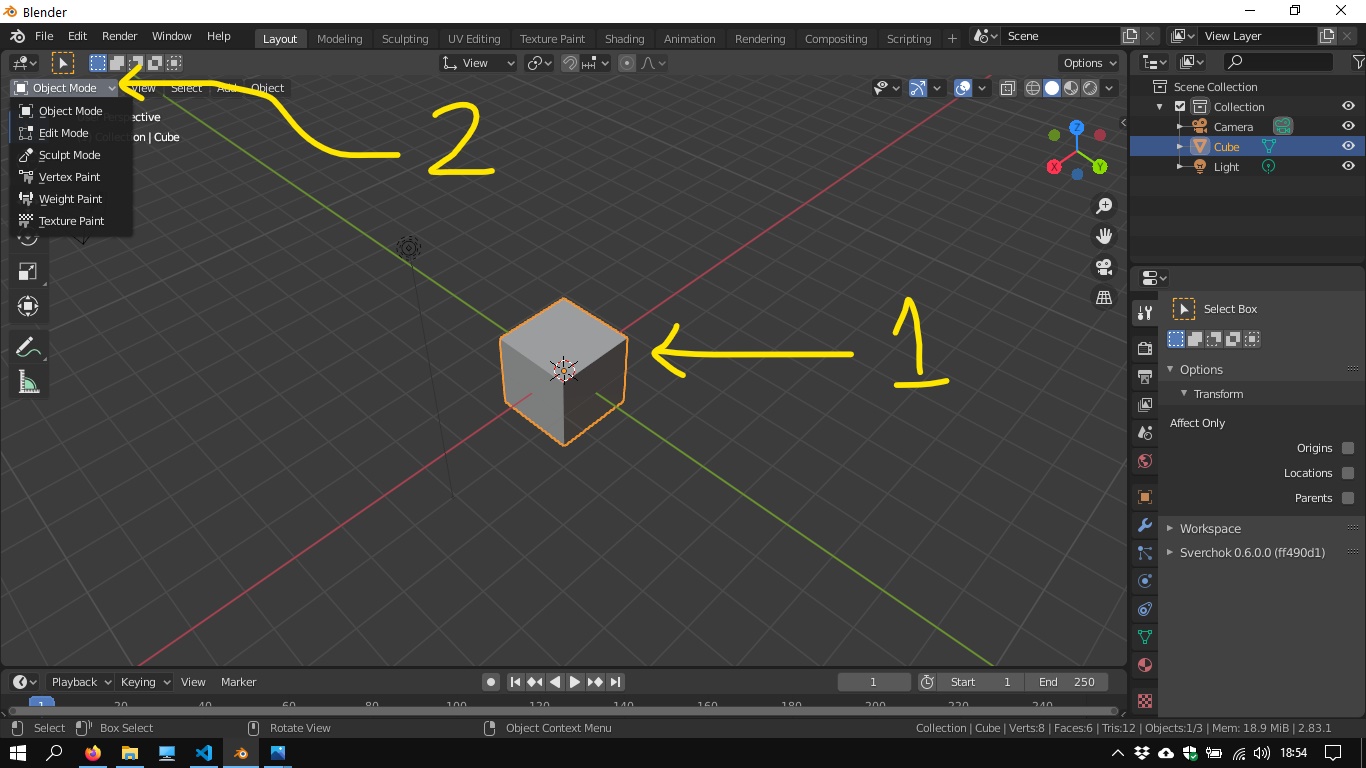 Blender
File Edit Render Window Help Layout Modeling Sculpting UV Editing Texture Paint Shading Animation Rendering Compositing Scripting + Scene View Layer
View Options
Object Mode View Select Add Object
Object Mode
Edit Mode
Sculpt Mode
Vertex Paint
Weight Paint
Texture Paint
erspective
on | Cube
2
1
Z
X
Y
Scene Collection
Collection
Camera
Cube
Light
Select Box
Options
Transform
Affect Only
Origins
Locations
Parents
Workspace
Sverchok 0.6.0.0 (ff490d1)
Playback Keying View Marker 1 Start 1 End 250
1 20 40 60 80 100 120 140 160 180 200 220 240
Select Box Select Rotate View Object Context Menu Collection | Cube | Verts:8 | Faces:6 | Tris:12 | Objects:1/3 | Mem: 18.9 MiB | 2.83.1
18:54